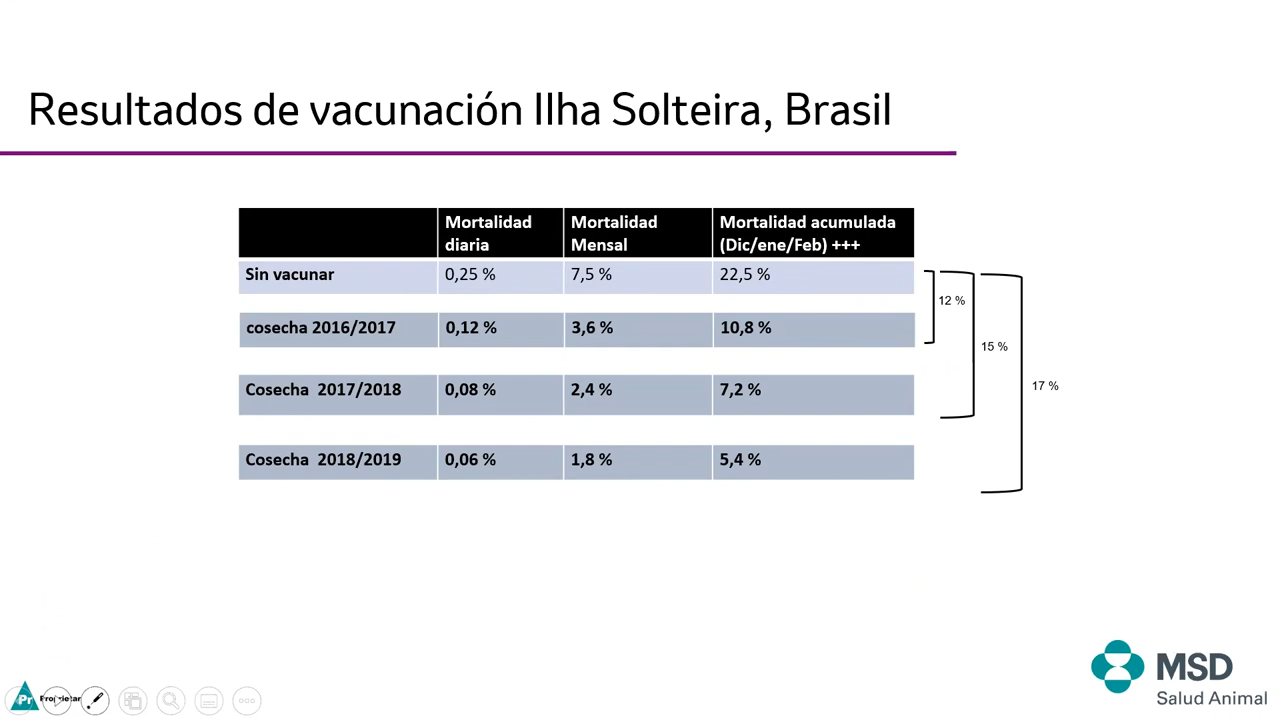 Resultados de vacunación Ilha Solteira, Brasil
Mortalidad diaria Mortalidad Mensal Mortalidad acumulada (Dic/ene/Feb) +++
Sin vacunar 0,25 % 7,5 % 22,5 %
cosecha 2016/2017 0,12 % 3,6 % 10,8 %
Cosecha 2017/2018 0,08 % 2,4 % 7,2 %
Cosecha 2018/2019 0,06 % 1,8 % 5,4 %
12 %
15 %
17 %
MSD
Salud Animal
Pr